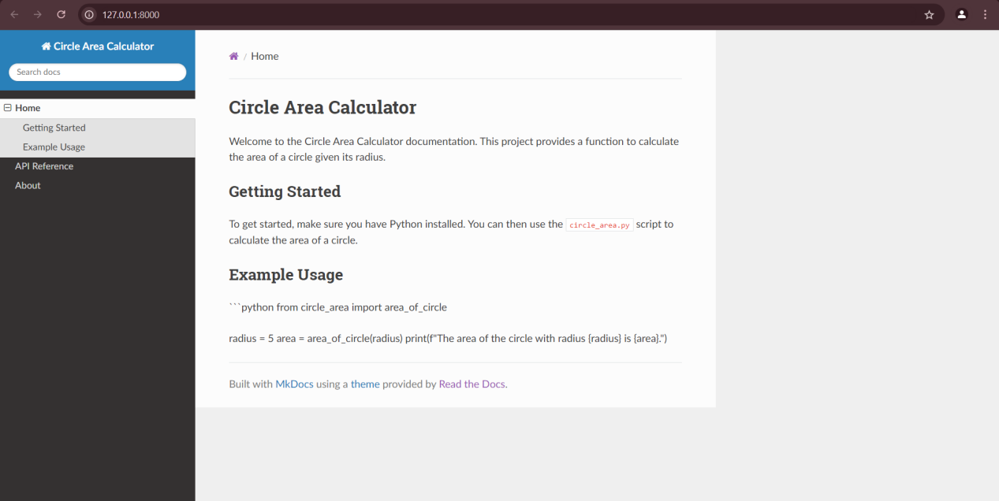 127.0.0.1:8000
Circle Area Calculator
Search docs
Home
Getting Started
Example Usage
API Reference
About
/ Home
Circle Area Calculator
Welcome to the Circle Area Calculator documentation. This project provides a function to calculate
the area of a circle given its radius.
Getting Started
To get started, make sure you have Python installed. You can then use the circle_area.py script to
calculate the area of a circle.
Example Usage
```python from circle_area import area_of_circle
radius = 5 area = area_of_circle(radius) print(f"The area of the circle with radius {radius} is {area}.")
Built with MkDocs using a theme provided by Read the Docs.